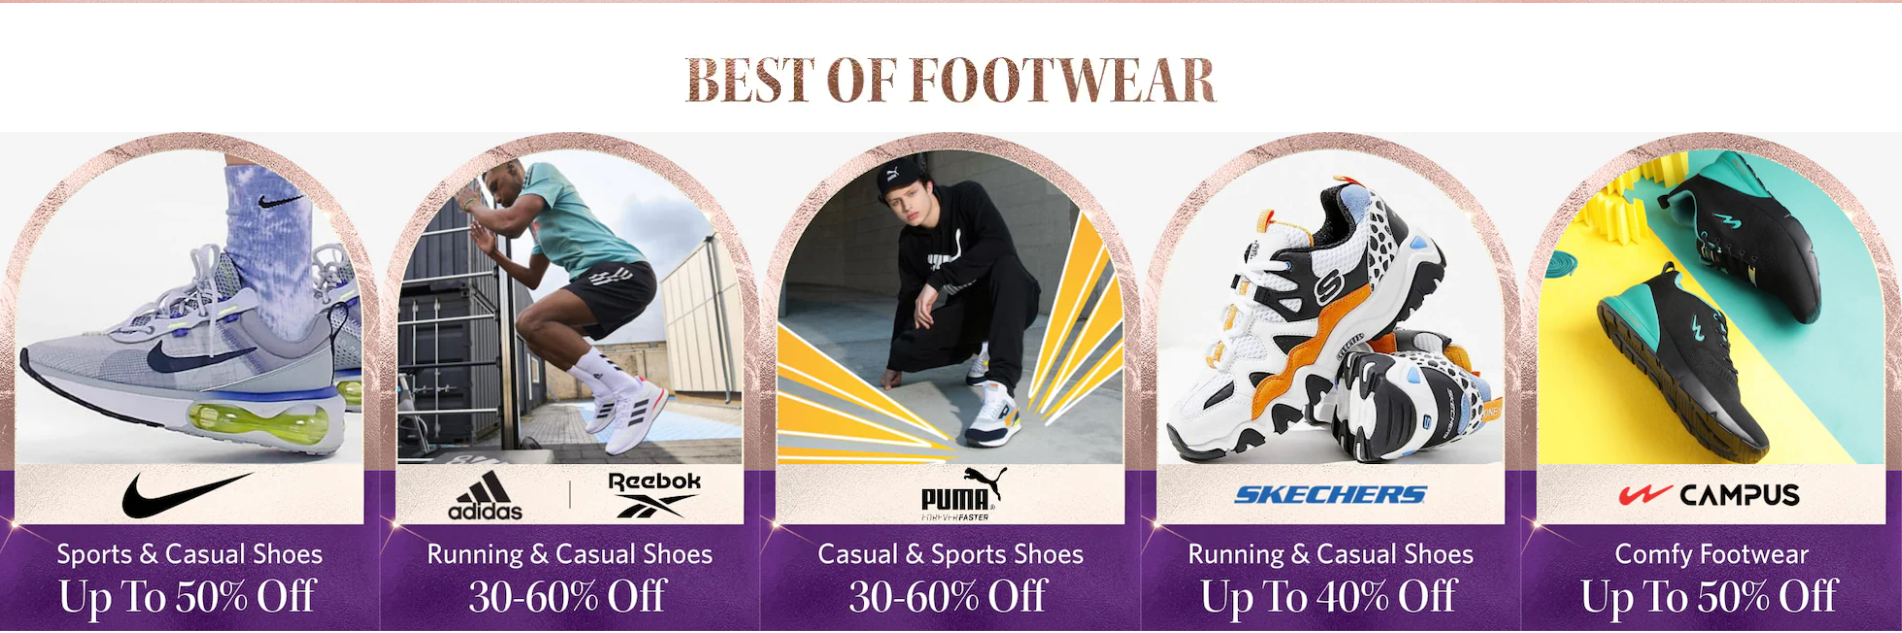 BEST OF FOOTWEAR
adidas
Reebok
PUMA
FOREVER FASTER
SKECHERS
CAMPUS
Sports & Casual Shoes
Up To 50% Off
Running & Casual Shoes
30-60% Off
Casual & Sports Shoes
30-60% Off
Running & Casual Shoes
Up To 40% Off
Comfy Footwear
Up To 50% Off